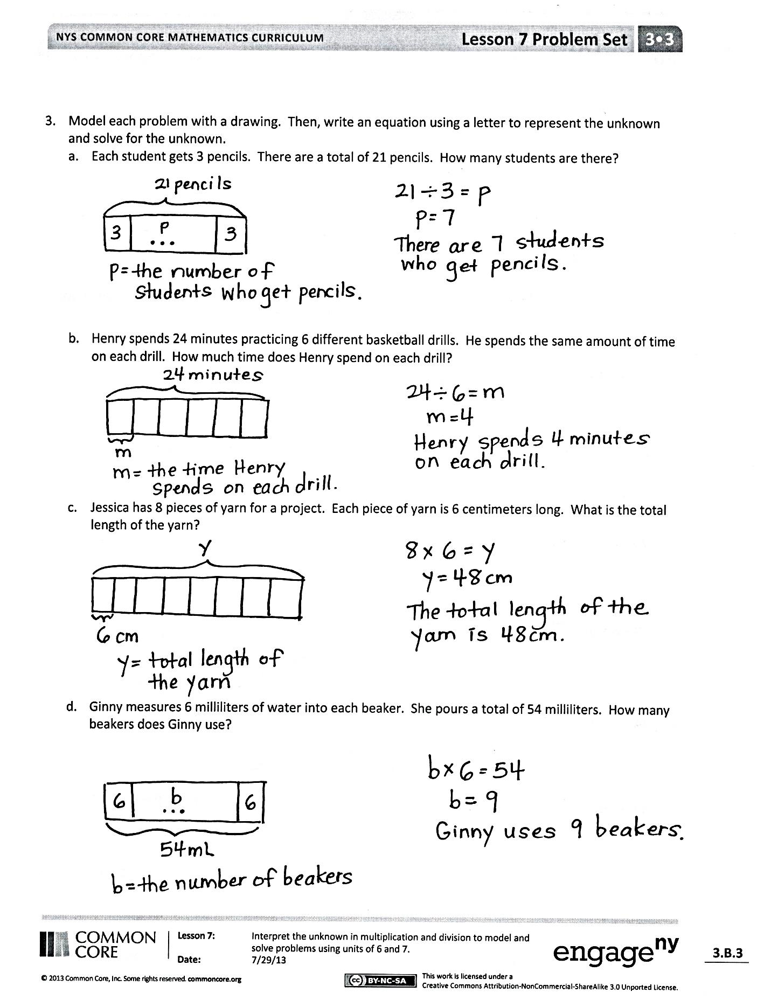 NYS COMMON CORE MATHEMATICS CURRICULUM
Lesson 7 Problem Set 3•3
3. Model each problem with a drawing. Then, write an equation using a letter to represent the unknown
and solve for the unknown.
a. Each student gets 3 pencils. There are a total of 21 pencils. How many students are there?
21 pencils
3 p ... 3
p=the number of
students who get pencils.
21÷3 = p
p=7
There are 7 students
who get pencils.
b. Henry spends 24 minutes practicing 6 different basketball drills. He spends the same amount of time
on each drill. How much time does Henry spend on each drill?
24 minutes
m
m= the time Henry
spends on each drill.
24÷6=m
m=4
Henry spends 4 minutes
on each drill.
c. Jessica has 8 pieces of yarn for a project. Each piece of yarn is 6 centimeters long. What is the total
length of the yarn?
y
6 cm
y= total length of
the yarn
8 x 6 = y
y=48cm
The total length of the
yarn is 48cm.
d. Ginny measures 6 milliliters of water into each beaker. She pours a total of 54 milliliters. How many
beakers does Ginny use?
6 b ... 6
54mL
b=the number of beakers
bx6=54
b=9
Ginny uses 9 beakers.
COMMON
CORE
Lesson 7:
Date:
Interpret the unknown in multiplication and division to model and
solve problems using units of 6 and 7.
7/29/13
engageny
3.B.3
© 2013 Common Core, Inc. Some rights reserved. commoncore.org
cc BY-NC-SA
This work is licensed under a
Creative Commons Attribution-NonCommercial-ShareAlike 3.0 Unported License.